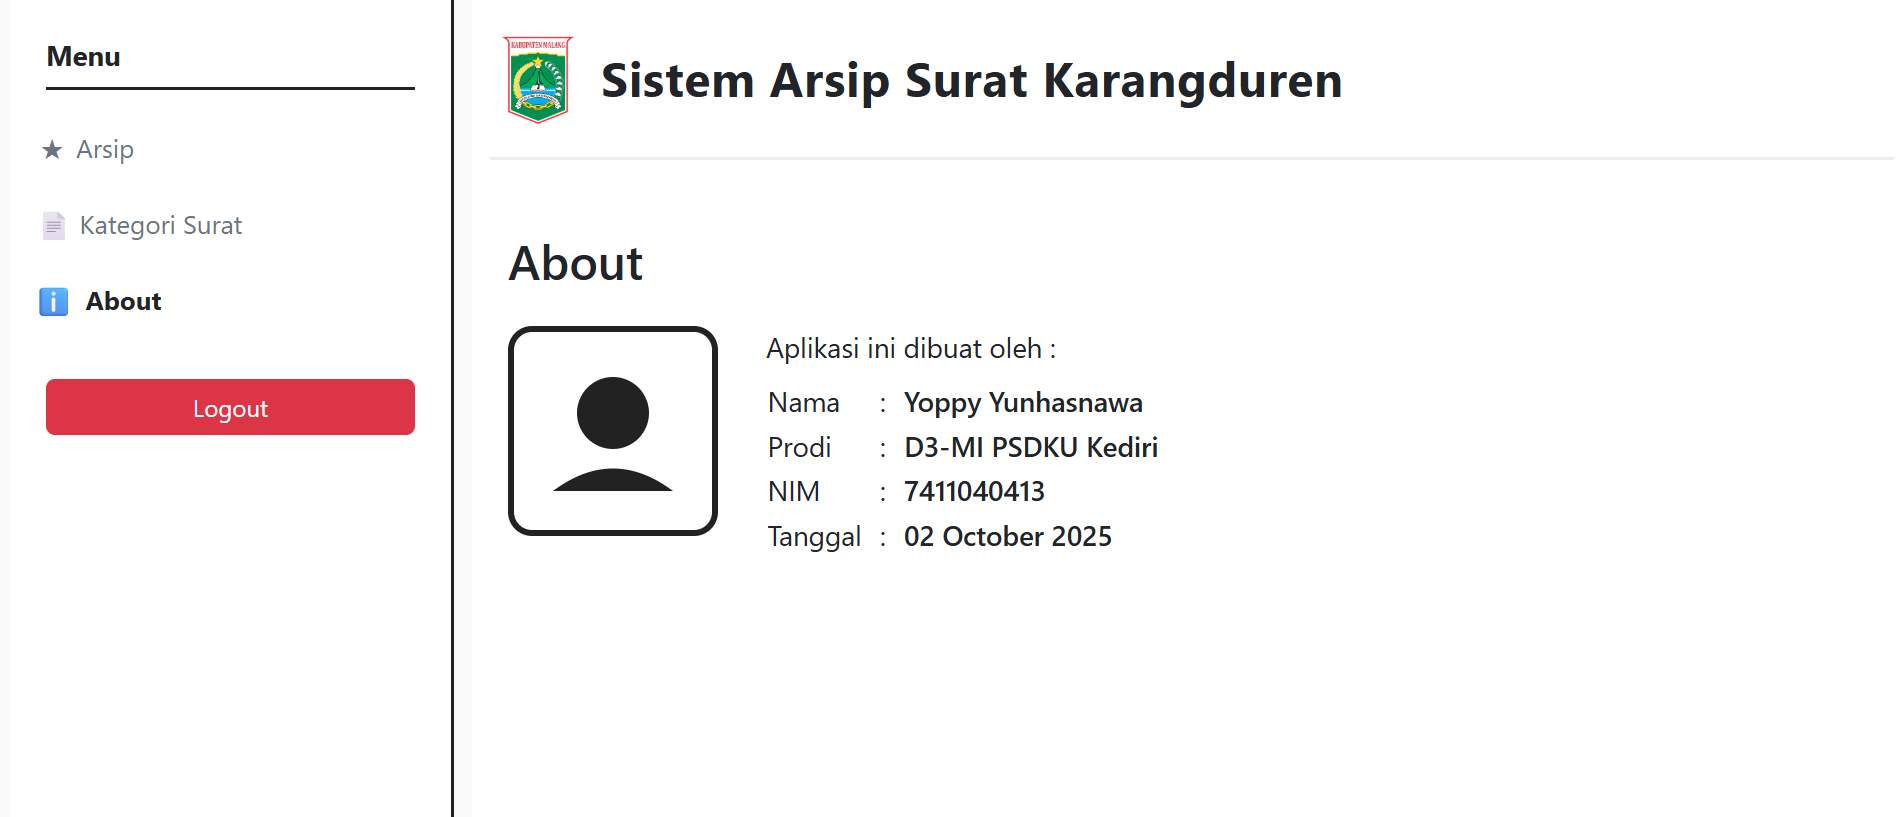 Menu
★ Arsip
Kategori Surat
i About
Logout
KABUPATEN MALANG
Sistem Arsip Surat Karangduren
About
Aplikasi ini dibuat oleh :
Nama : Yoppy Yunhasnawa
Prodi : D3-MI PSDKU Kediri
NIM : 7411040413
Tanggal : 02 October 2025